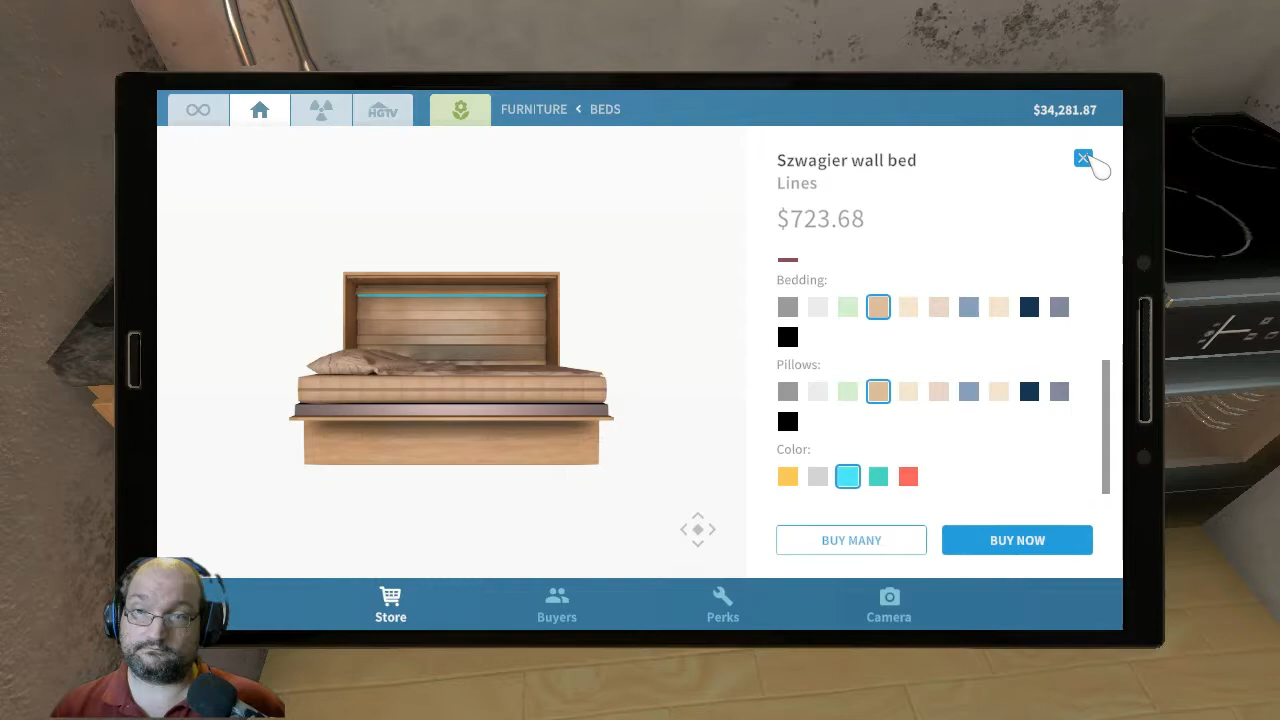 HGTV
FURNITURE < BEDS
$34,281.87
Szwagier wall bed
Lines
$723.68
Bedding:
Pillows:
Color:
BUY MANY
BUY NOW
Store
Buyers
Perks
Camera